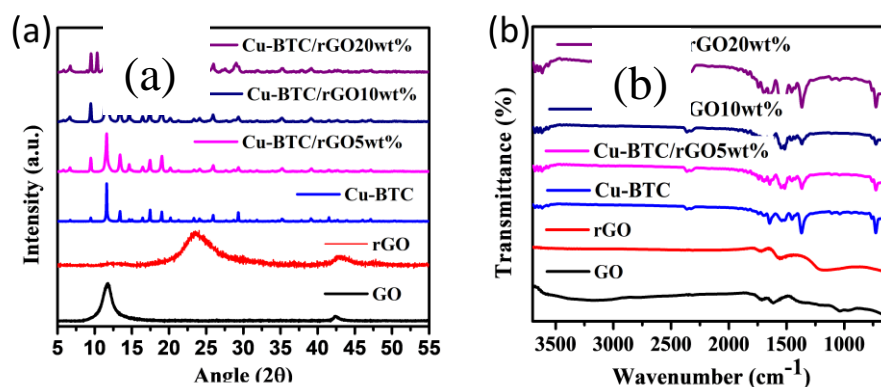 (a)
Cu-BTC/rGO20wt%
(a)
Cu-BTC/rGO10wt%
Cu-BTC/rGO5wt%
Cu-BTC
rGO
GO
Intensity (a.u.)
5 10 15 20 25 30 35 40 45 50 55
Angle (2θ)
(b)
rGO20wt%
(b)
GO10wt%
Cu-BTC/rGO5wt%
Cu-BTC
rGO
GO
Transmittance (%)
3500 3000 2500 2000 1500 1000
Wavenumber (cm⁻¹)